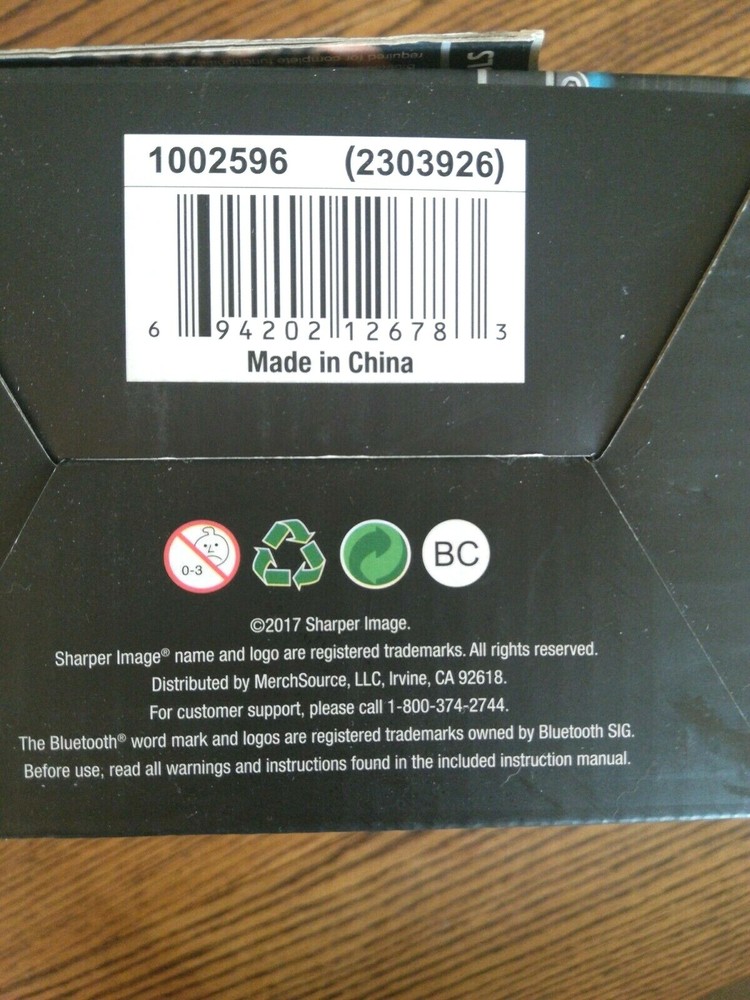 required for complete
1002596 (2303926)
6 94202 12678 3
Made in China
0-3
BC
©2017 Sharper Image.
Sharper Image® name and logo are registered trademarks. All rights reserved.
Distributed by MerchSource, LLC, Irvine, CA 92618.
For customer support, please call 1-800-374-2744.
The Bluetooth® word mark and logos are registered trademarks owned by Bluetooth SIG.
Before use, read all warnings and instructions found in the included instruction manual.